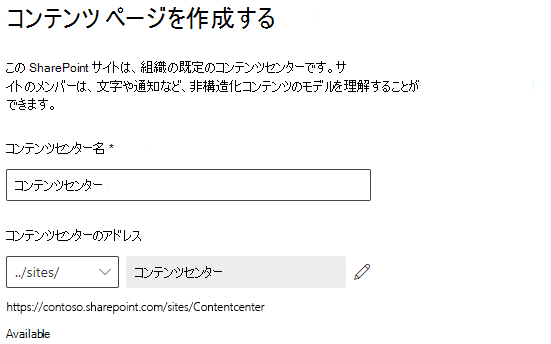 コンテンツ ページを作成する
この SharePoint サイトは、組織の既定のコンテンツセンターです。サ
イトのメンバーは、文字や通知など、非構造化コンテンツのモデルを理解することが
できます。
コンテンツセンター名 *
コンテンツセンター
コンテンツセンターのアドレス
../sites/ コンテンツセンター
https://contoso.sharepoint.com/sites/Contentcenter
Available